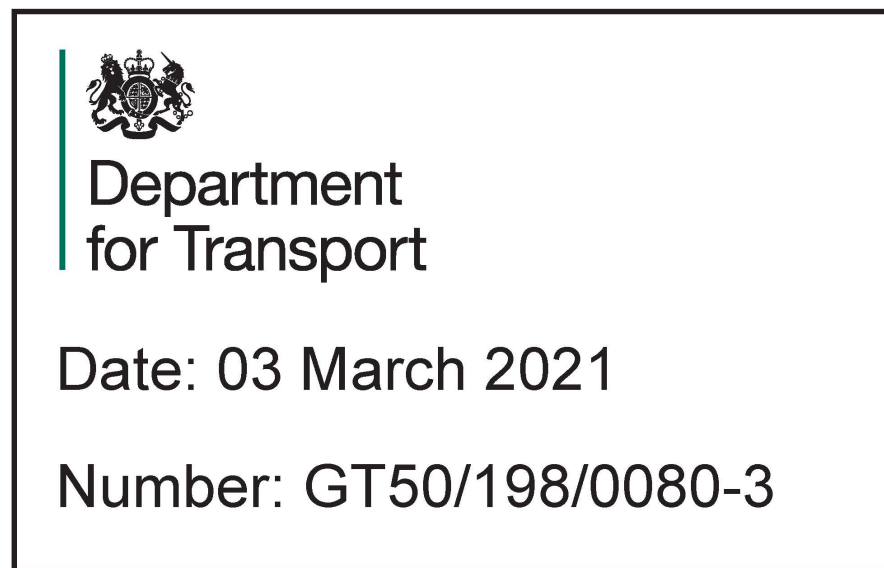 Department
for Transport
Date: 03 March 2021
Number: GT50/198/0080-3